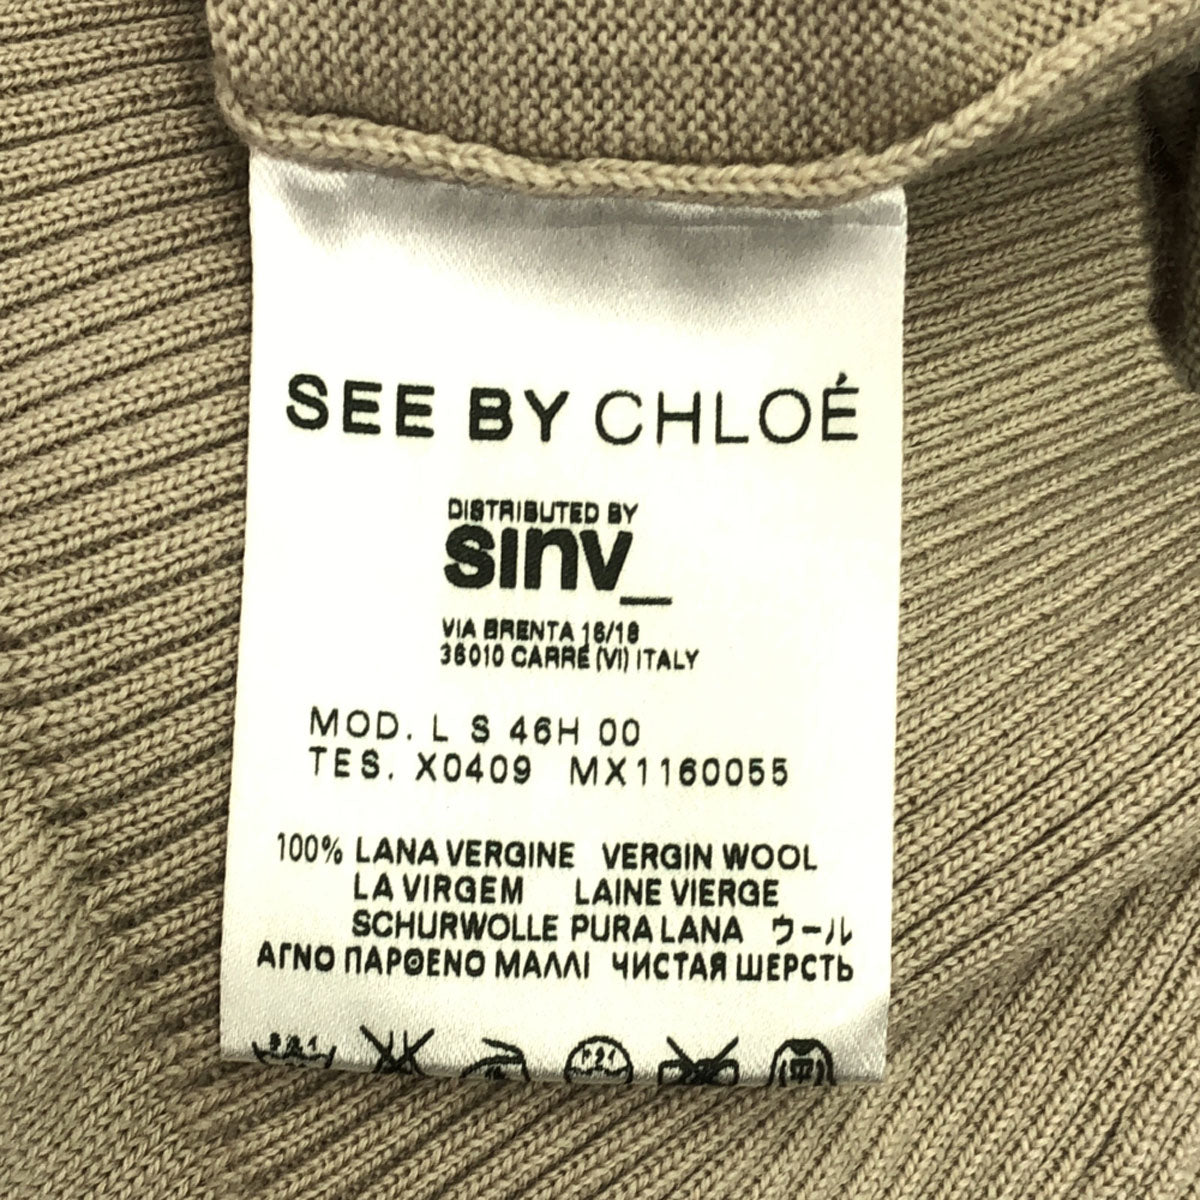 SEE BY CHLOÉ
DISTRIBUTED BY
sinv_
VIA BRENTA 16/18
36010 CARRÈ (VI) ITALY
MOD. L S 46H 00
TES. X0409 MX1160055
100% LANA VERGINE VERGIN WOOL
LA VIRGEM LAINE VIERGE
SCHURWOLLE PURA LANA ウール
ΑΓΝΟ ΠΑΡΘΕΝΟ ΜΑΛΛΙ ЧИСТАЯ ШЕРСТЬ